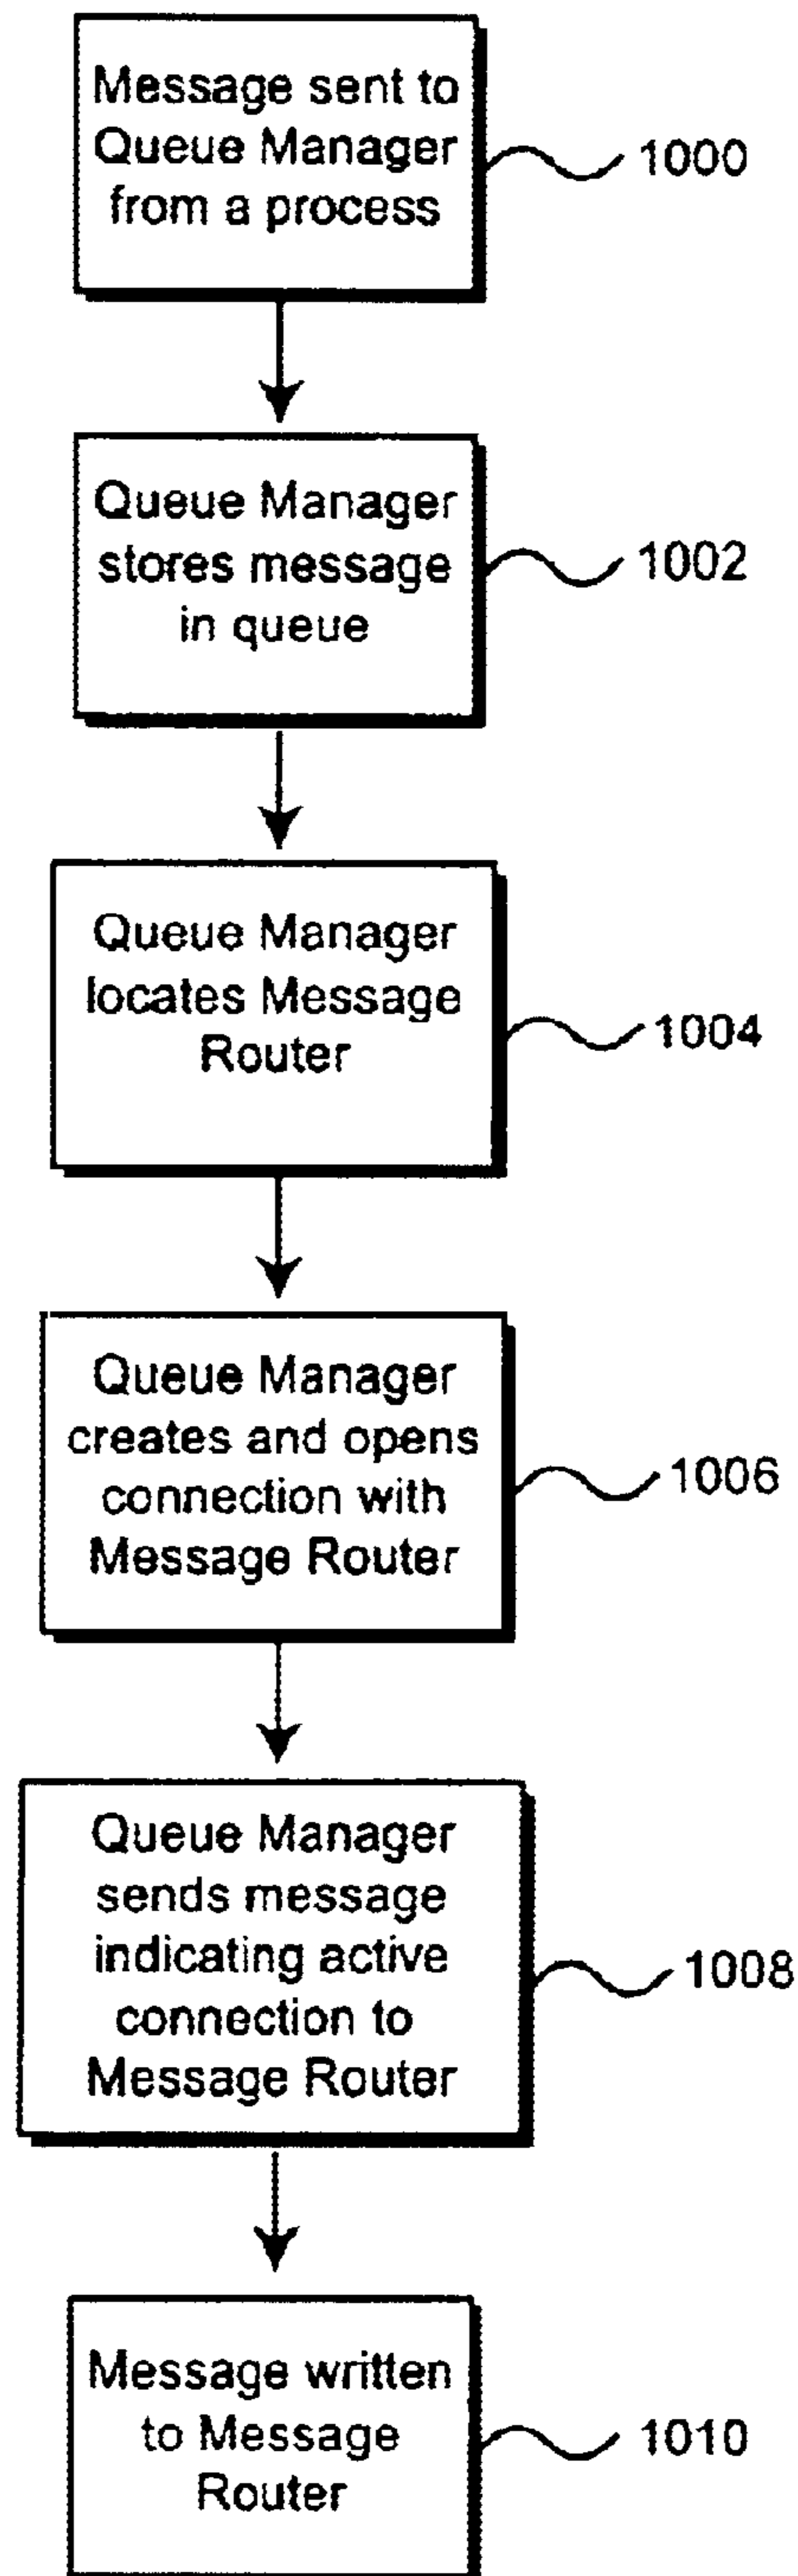 Message sent to
Queue Manager
from a process
1000
Queue Manager
stores message
in queue
1002
Queue Manager
locates Message
Router
1004
Queue Manager
creates and opens
connection with
Message Router
1006
Queue Manager
sends message
indicating active
connection to
Message Router
1008
Message written
to Message
Router
1010